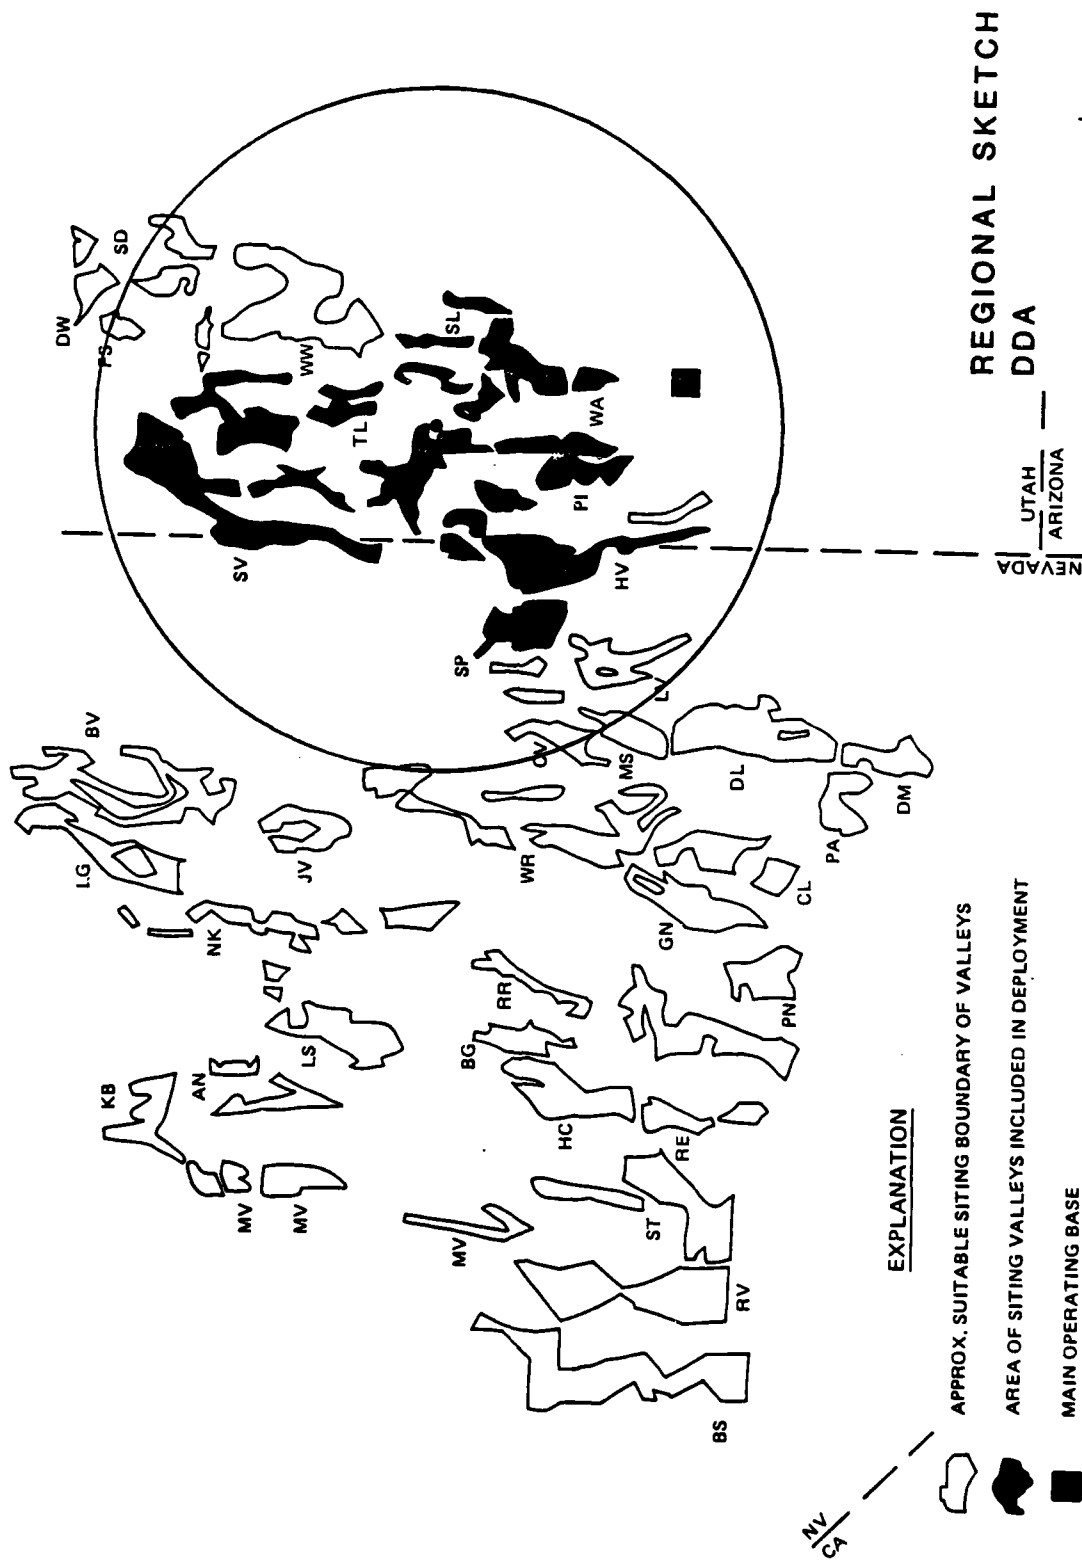 REGIONAL SKETCH
DDA
DW
SD
PS
WW
SL
TL
WA
PI
SV
HV
SP
LV
UTAH
ARIZONA
NEVADA
BV
LG
JV
NK
WR
MS
DL
DM
PA
CL
GN
PN
RR
BG
LS
AN
KB
HC
RE
MV
MV
MV
ST
RV
BS
NV
CA
EXPLANATION
APPROX. SUITABLE SITING BOUNDARY OF VALLEYS
AREA OF SITING VALLEYS INCLUDED IN DEPLOYMENT
MAIN OPERATING BASE